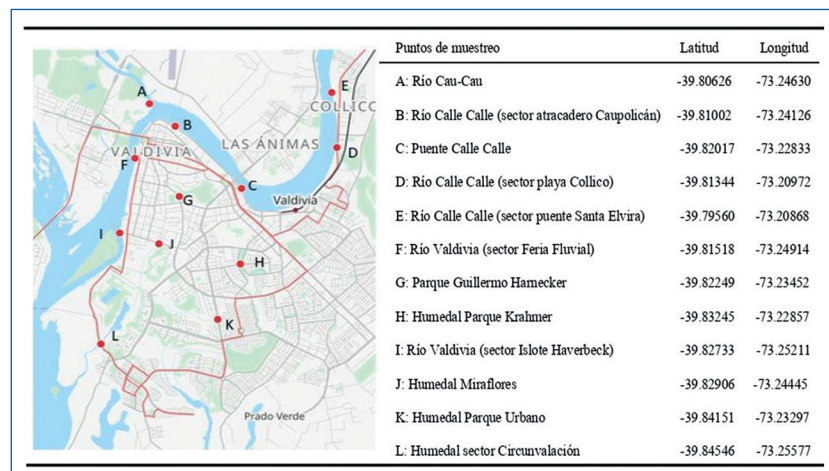 A
B
E
COLLICO
VALDIVIA
LAS ÁNIMAS
F
D
C
G
Valdivia
I
J
H
K
L
Prado Verde
Puntos de muestreo Latitud Longitud
A: Río Cau-Cau -39.80626 -73.24630
B: Río Calle Calle (sector atracadero Caupolicán) -39.81002 -73.24126
C: Puente Calle Calle -39.82017 -73.22833
D: Río Calle Calle (sector playa Collico) -39.81344 -73.20972
E: Río Calle Calle (sector puente Santa Elvira) -39.79560 -73.20868
F: Río Valdivia (sector Feria Fluvial) -39.81518 -73.24914
G: Parque Guillermo Harnecker -39.82249 -73.23452
H: Humedal Parque Krahmer -39.83245 -73.22857
I: Río Valdivia (sector Islote Haverbeck) -39.82733 -73.25211
J: Humedal Miraflores -39.82906 -73.24445
K: Humedal Parque Urbano -39.84151 -73.23297
L: Humedal sector Circunvalación -39.84546 -73.25577